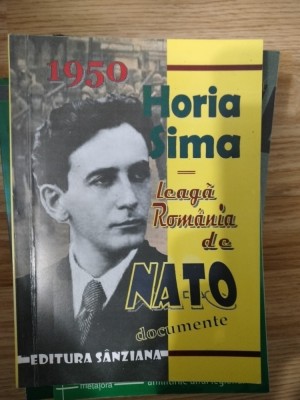 1950
Horia
Sima
—
Leagă
România
de
NATO
documente
EDITURA SÂNZIANA